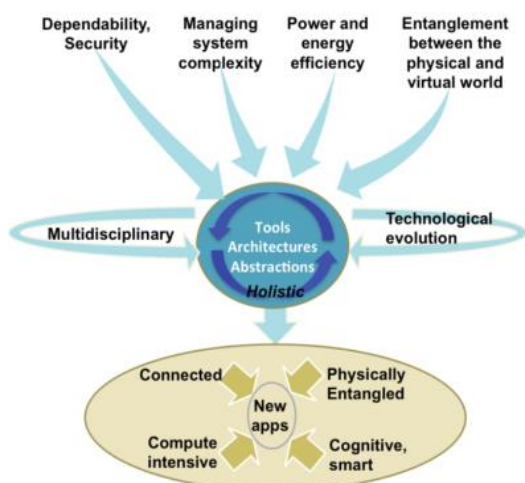 Dependability,
Security
Managing
system
complexity
Power and
energy
efficiency
Entanglement
between the
physical and
virtual world
Multidisciplinary
Tools
Architectures
Abstractions
Holistic
Technological
evolution
Connected
Physically
Entangled
New
apps
Compute
intensive
Cognitive,
smart